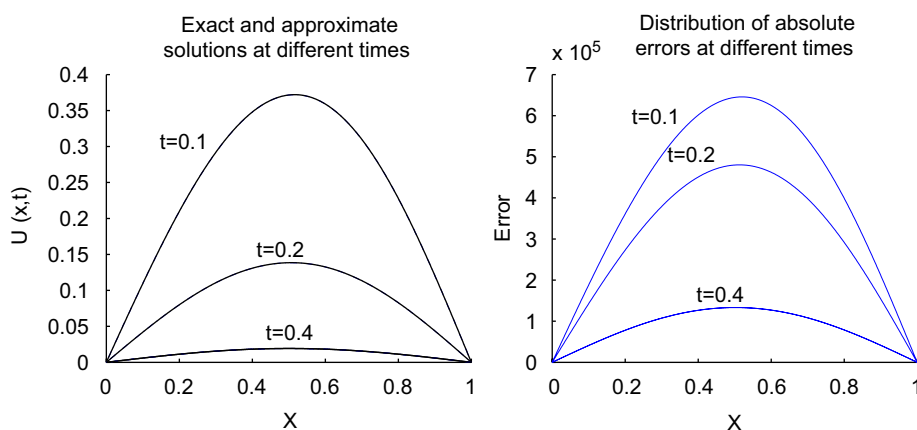 Exact and approximate
solutions at different times
0.4
0.35
0.3
0.25
0.2
0.15
0.1
0.05
0
U (x,t)
t=0.1
t=0.2
t=0.4
0 0.2 0.4 0.6 0.8 1
X
Distribution of absolute
errors at different times
x 10⁵
7
6
5
4
3
2
1
0
Error
t=0.1
t=0.2
t=0.4
0 0.2 0.4 0.6 0.8 1
X